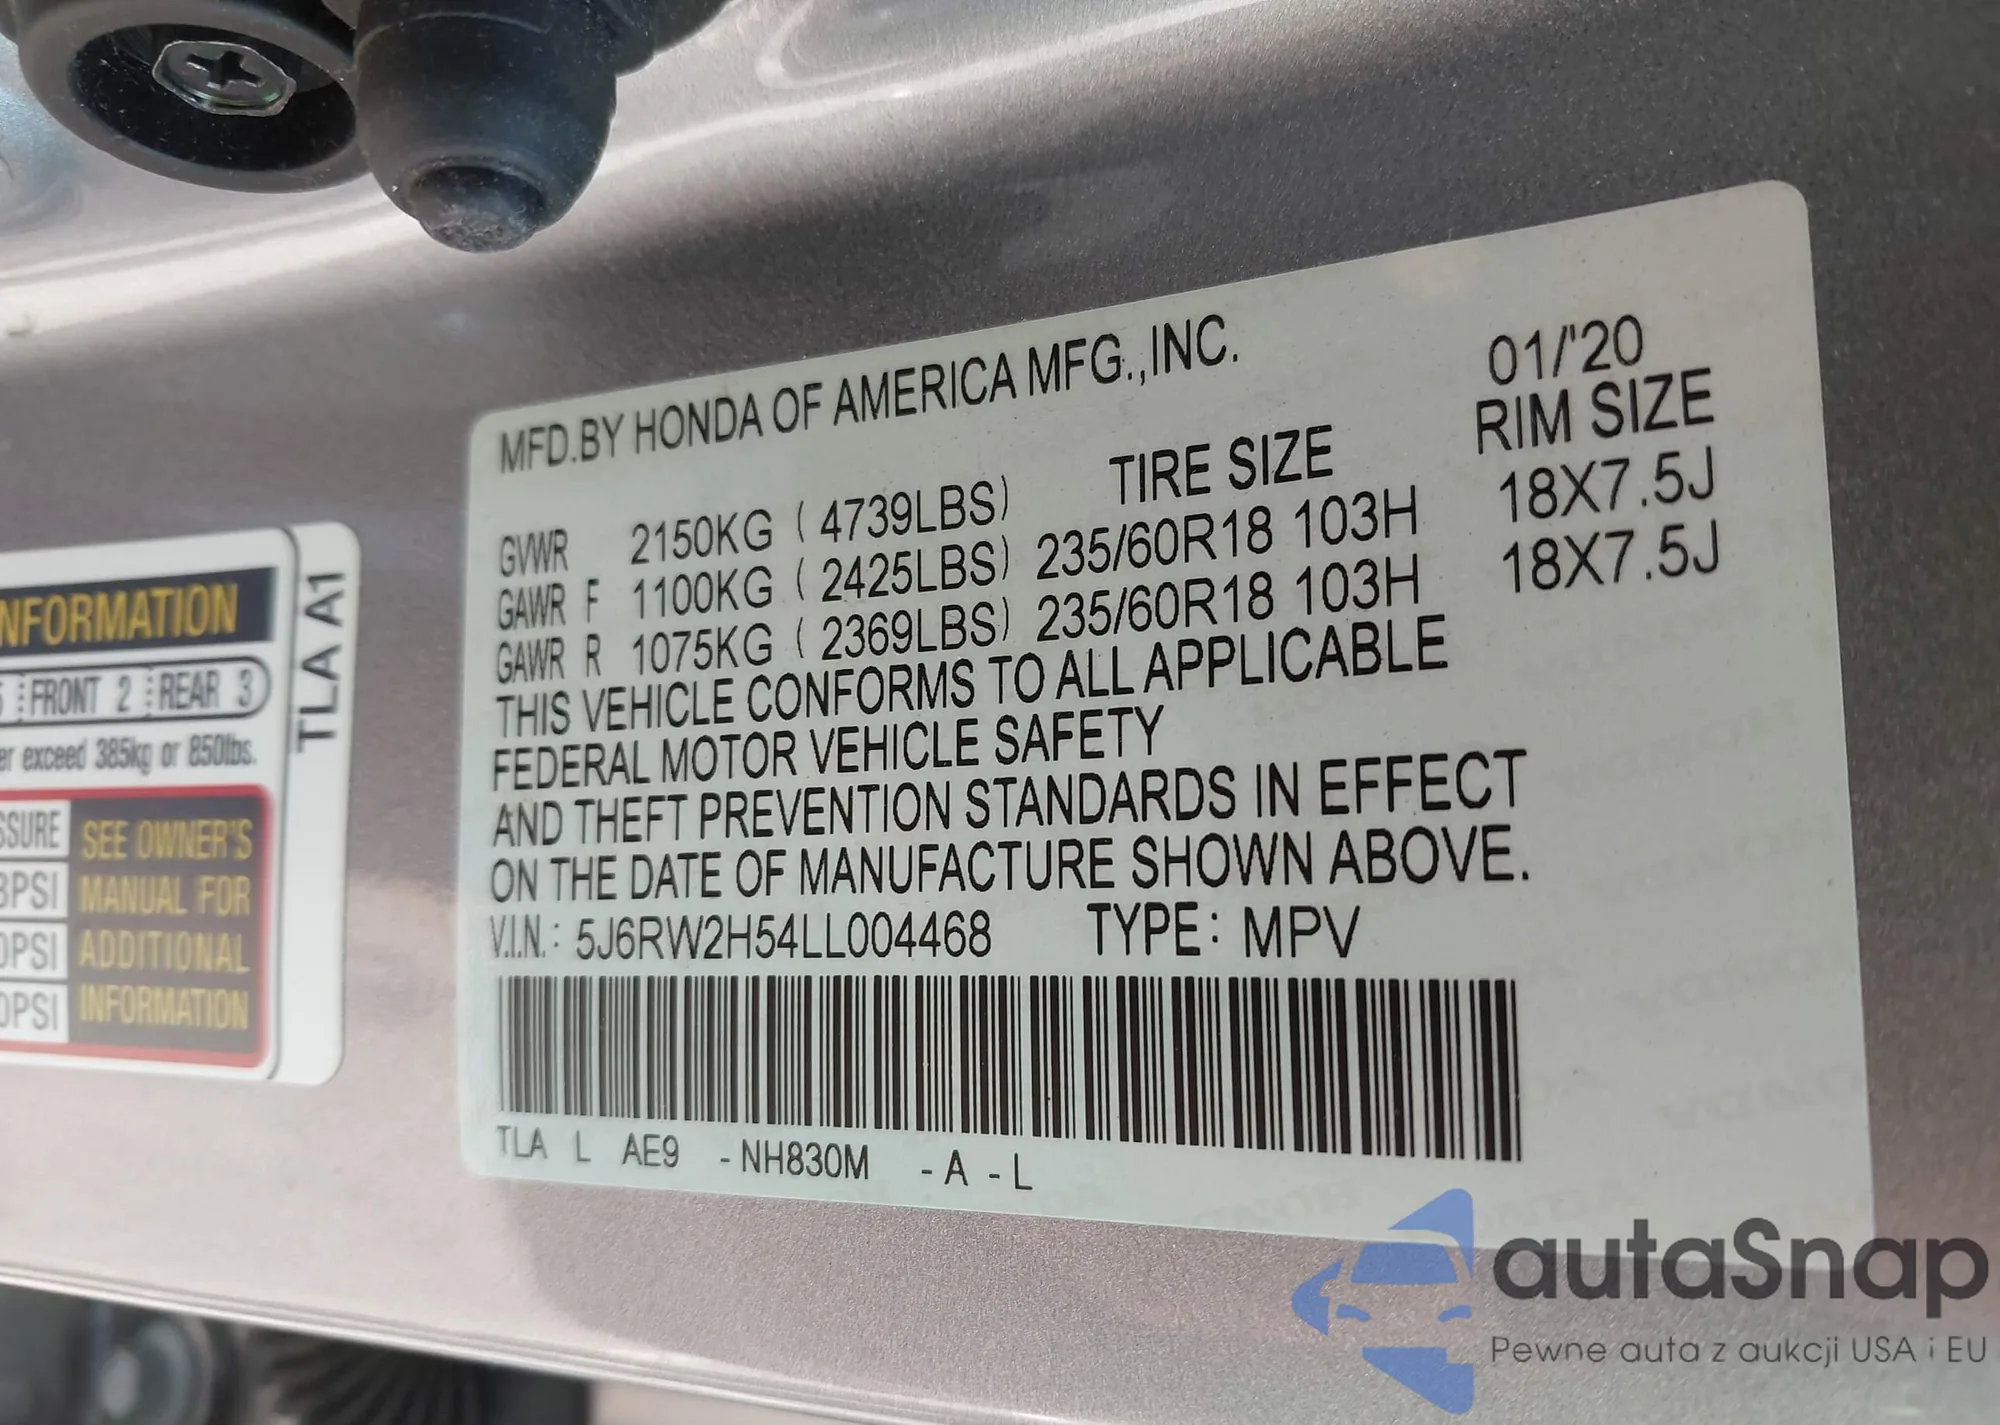 MFD.BY HONDA OF AMERICA MFG.,INC. 01/'20
TIRE SIZE RIM SIZE
GVWR 2150KG ( 4739LBS)
GAWR F 1100KG ( 2425LBS) 235/60R18 103H 18X7.5J
GAWR R 1075KG ( 2369LBS) 235/60R18 103H 18X7.5J
THIS VEHICLE CONFORMS TO ALL APPLICABLE
FEDERAL MOTOR VEHICLE SAFETY
AND THEFT PREVENTION STANDARDS IN EFFECT
ON THE DATE OF MANUFACTURE SHOWN ABOVE.
V.I.N.: 5J6RW2H54LL004468 TYPE: MPV
TLA L AE9 -NH830M -A -L
NFORMATION
FRONT 2 REAR 3
exceed 385kg or 850lbs.
SSURE
PSI
PSI
PSI
SEE OWNER'S
MANUAL FOR
ADDITIONAL
INFORMATION
TLA A1
autaSnap
Pewne auta z aukcji USA i EU